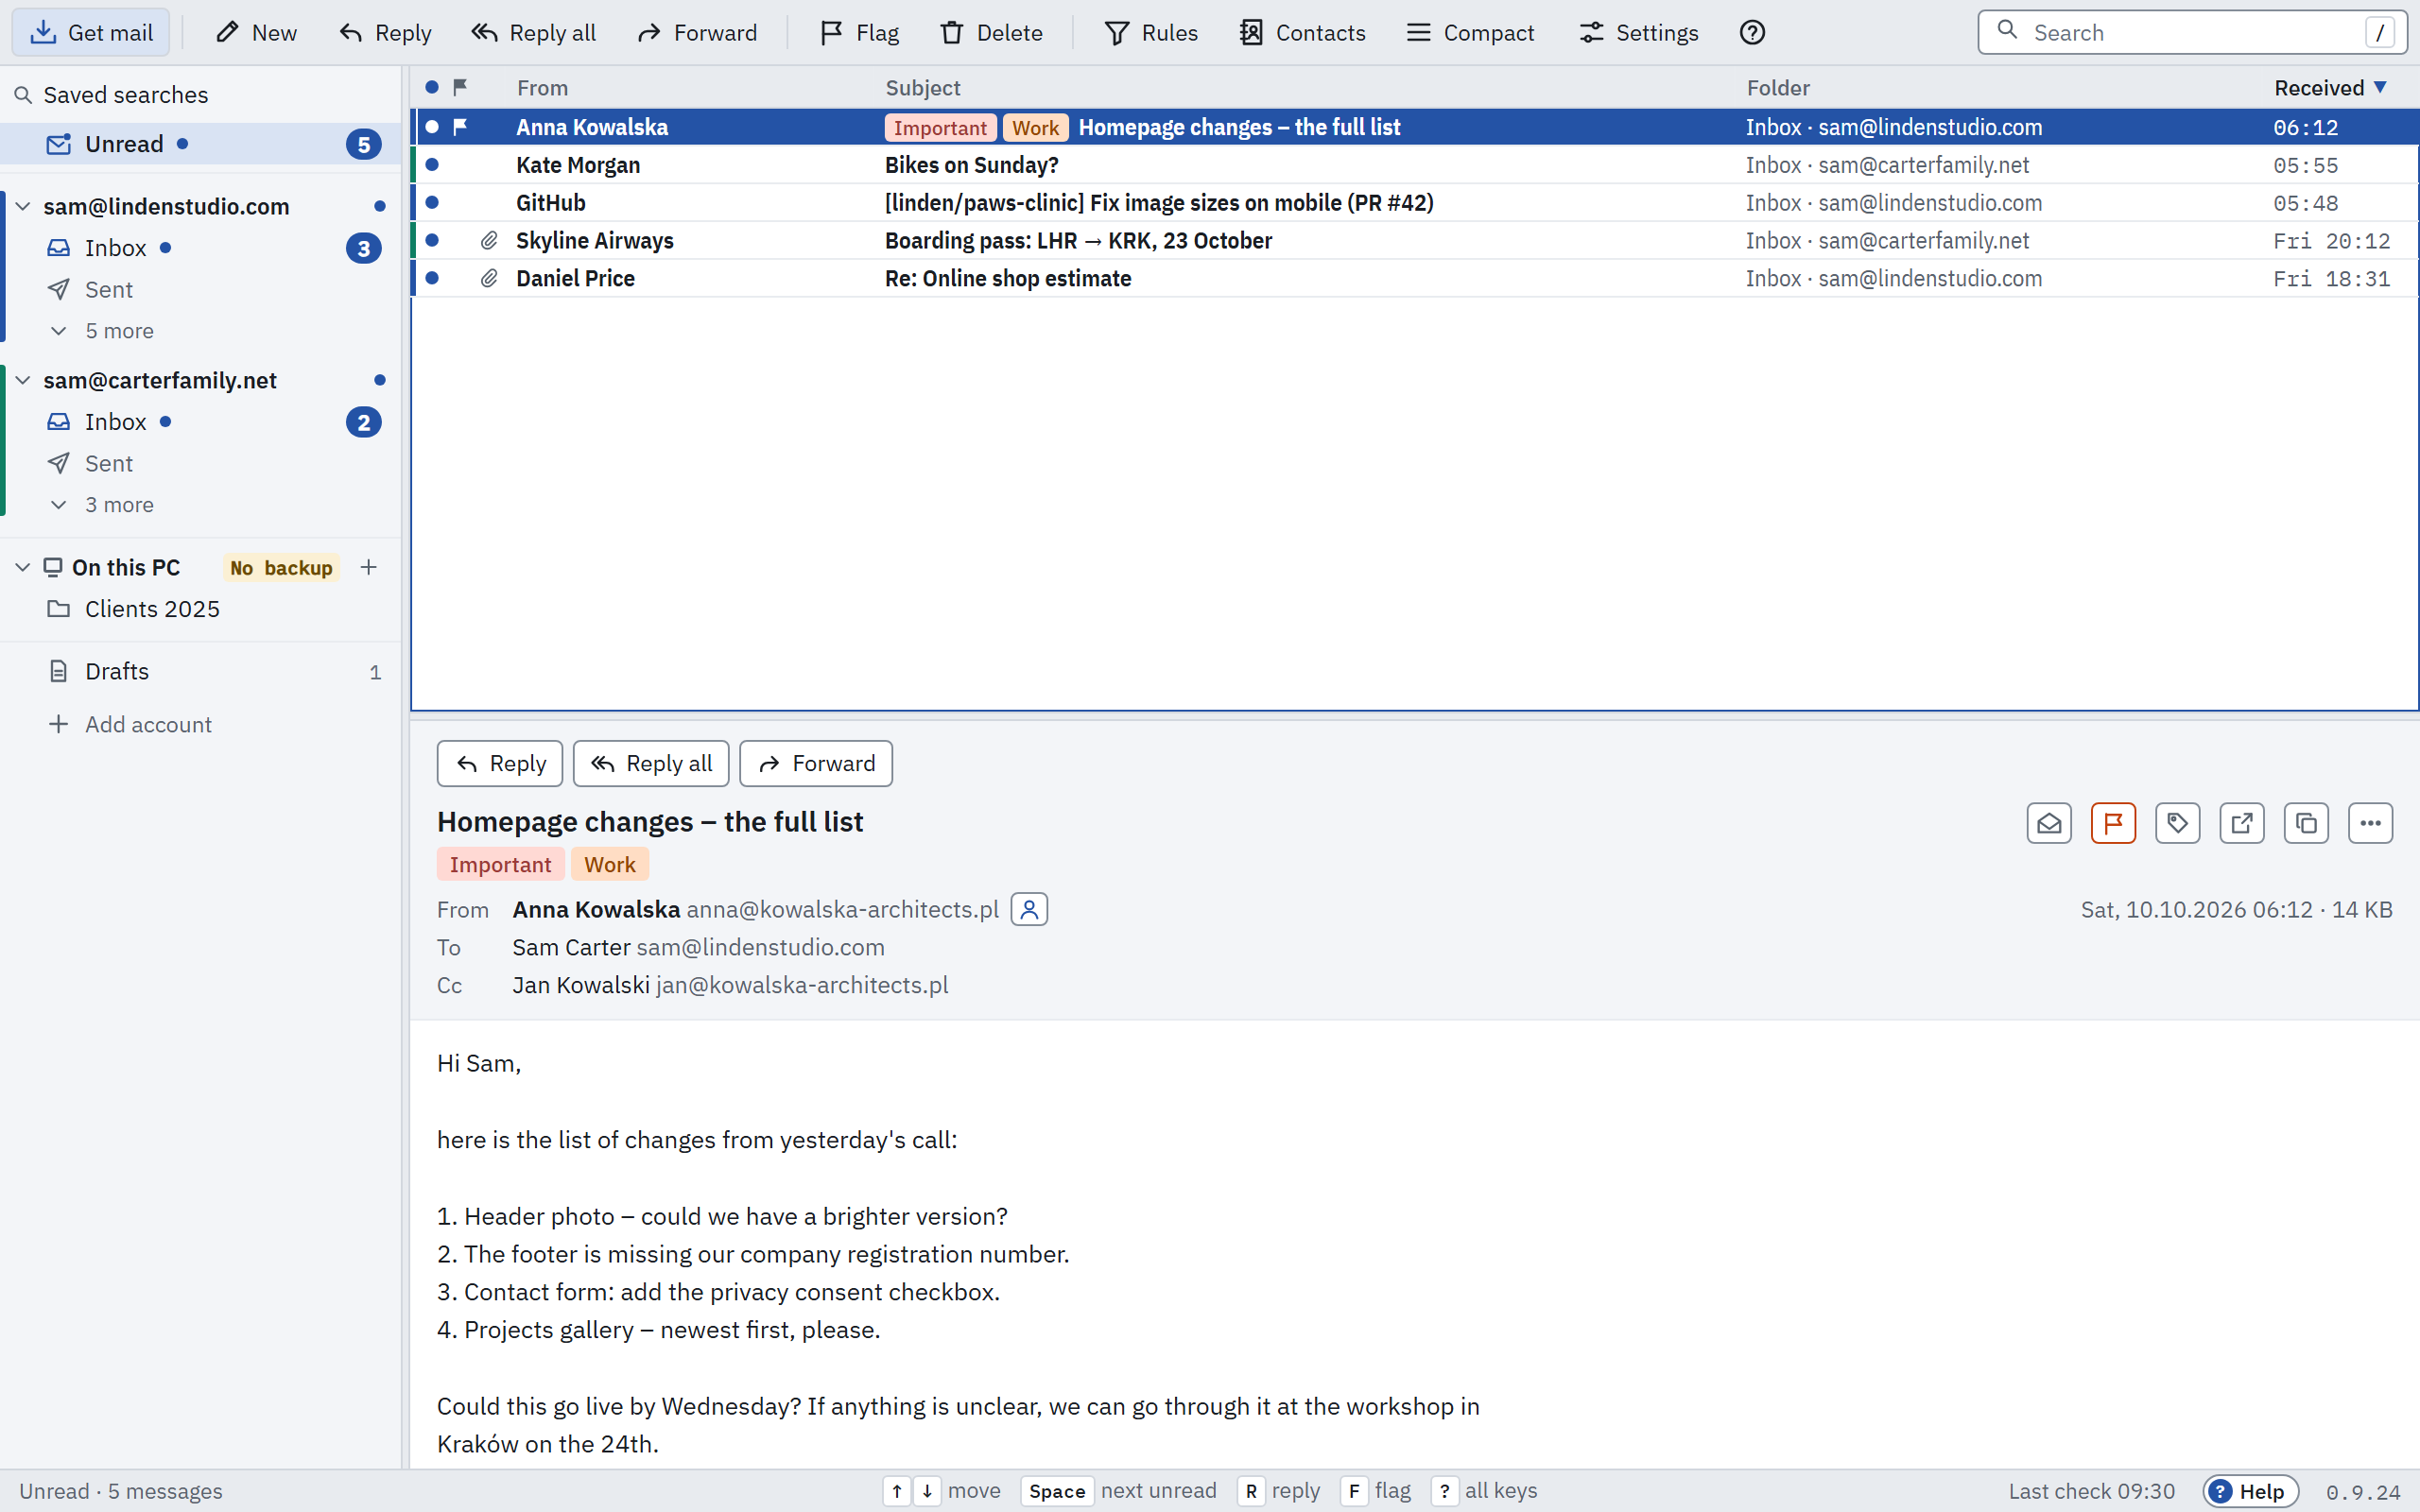 Get mail New Reply Reply all Forward Flag Delete Rules Contacts Compact Settings ? Search /
Saved searches
Unread 5
sam@lindenstudio.com
Inbox 3
Sent
5 more
sam@carterfamily.net
Inbox 2
Sent
3 more
On this PC No backup +
Clients 2025
Drafts 1
+ Add account
From Subject Folder Received ▼
Anna Kowalska Important Work Homepage changes – the full list Inbox · sam@lindenstudio.com 06:12
Kate Morgan Bikes on Sunday? Inbox · sam@carterfamily.net 05:55
GitHub [linden/paws-clinic] Fix image sizes on mobile (PR #42) Inbox · sam@lindenstudio.com 05:48
Skyline Airways Boarding pass: LHR → KRK, 23 October Inbox · sam@carterfamily.net Fri 20:12
Daniel Price Re: Online shop estimate Inbox · sam@lindenstudio.com Fri 18:31
Reply Reply all Forward
Homepage changes – the full list
Important Work
From Anna Kowalska anna@kowalska-architects.pl Sat, 10.10.2026 06:12 · 14 KB
To Sam Carter sam@lindenstudio.com
Cc Jan Kowalski jan@kowalska-architects.pl
Hi Sam,
here is the list of changes from yesterday's call:
1. Header photo – could we have a brighter version?
2. The footer is missing our company registration number.
3. Contact form: add the privacy consent checkbox.
4. Projects gallery – newest first, please.
Could this go live by Wednesday? If anything is unclear, we can go through it at the workshop in
Kraków on the 24th.
Unread · 5 messages ↑ ↓ move Space next unread R reply F flag ? all keys Last check 09:30 ? Help 0.9.24